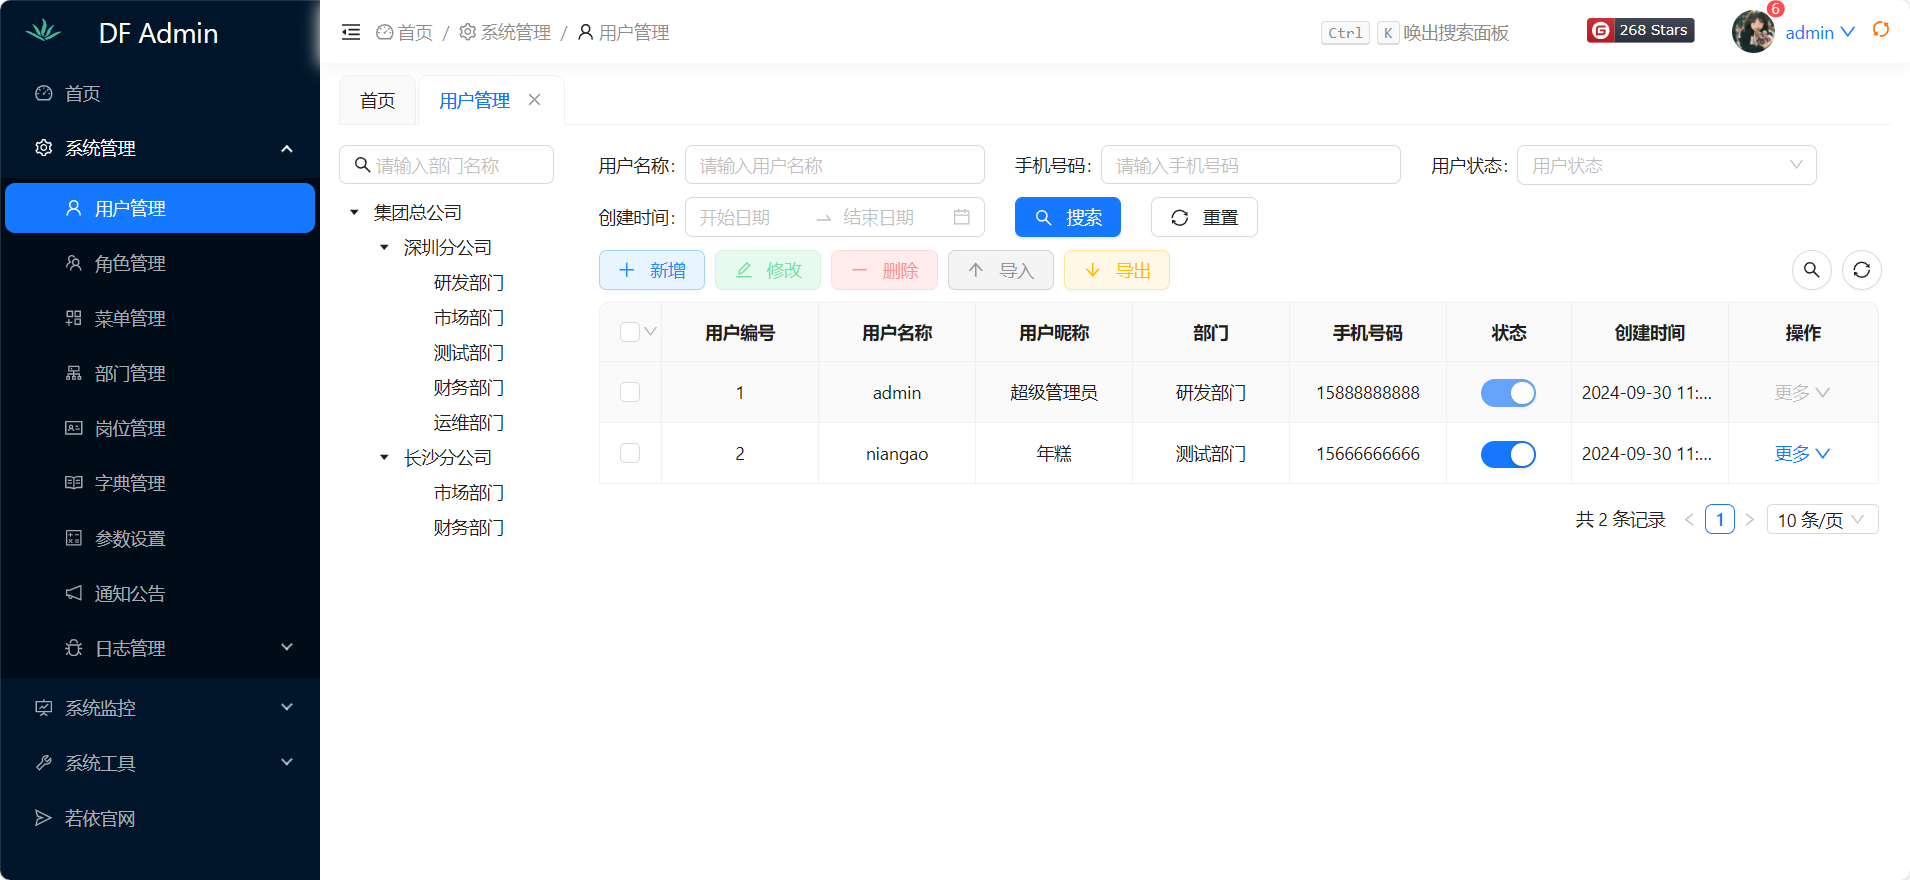 DF Admin
首页
系统管理
用户管理
角色管理
菜单管理
部门管理
岗位管理
字典管理
参数设置
通知公告
日志管理
系统监控
系统工具
若依官网
首页 / 系统管理 / 用户管理
Ctrl K 唤出搜索面板
G 268 Stars
6
admin
首页 用户管理
请输入部门名称
集团总公司
深圳分公司
研发部门
市场部门
测试部门
财务部门
运维部门
长沙分公司
市场部门
财务部门
用户名称: 请输入用户名称 手机号码: 请输入手机号码 用户状态: 用户状态
创建时间: 开始日期 → 结束日期 搜索 重置
新增 修改 删除 导入 导出
用户编号 用户名称 用户昵称 部门 手机号码 状态 创建时间 操作
1 admin 超级管理员 研发部门 15888888888 2024-09-30 11:... 更多
2 niangao 年糕 测试部门 15666666666 2024-09-30 11:... 更多
共 2 条记录 < 1 > 10 条/页